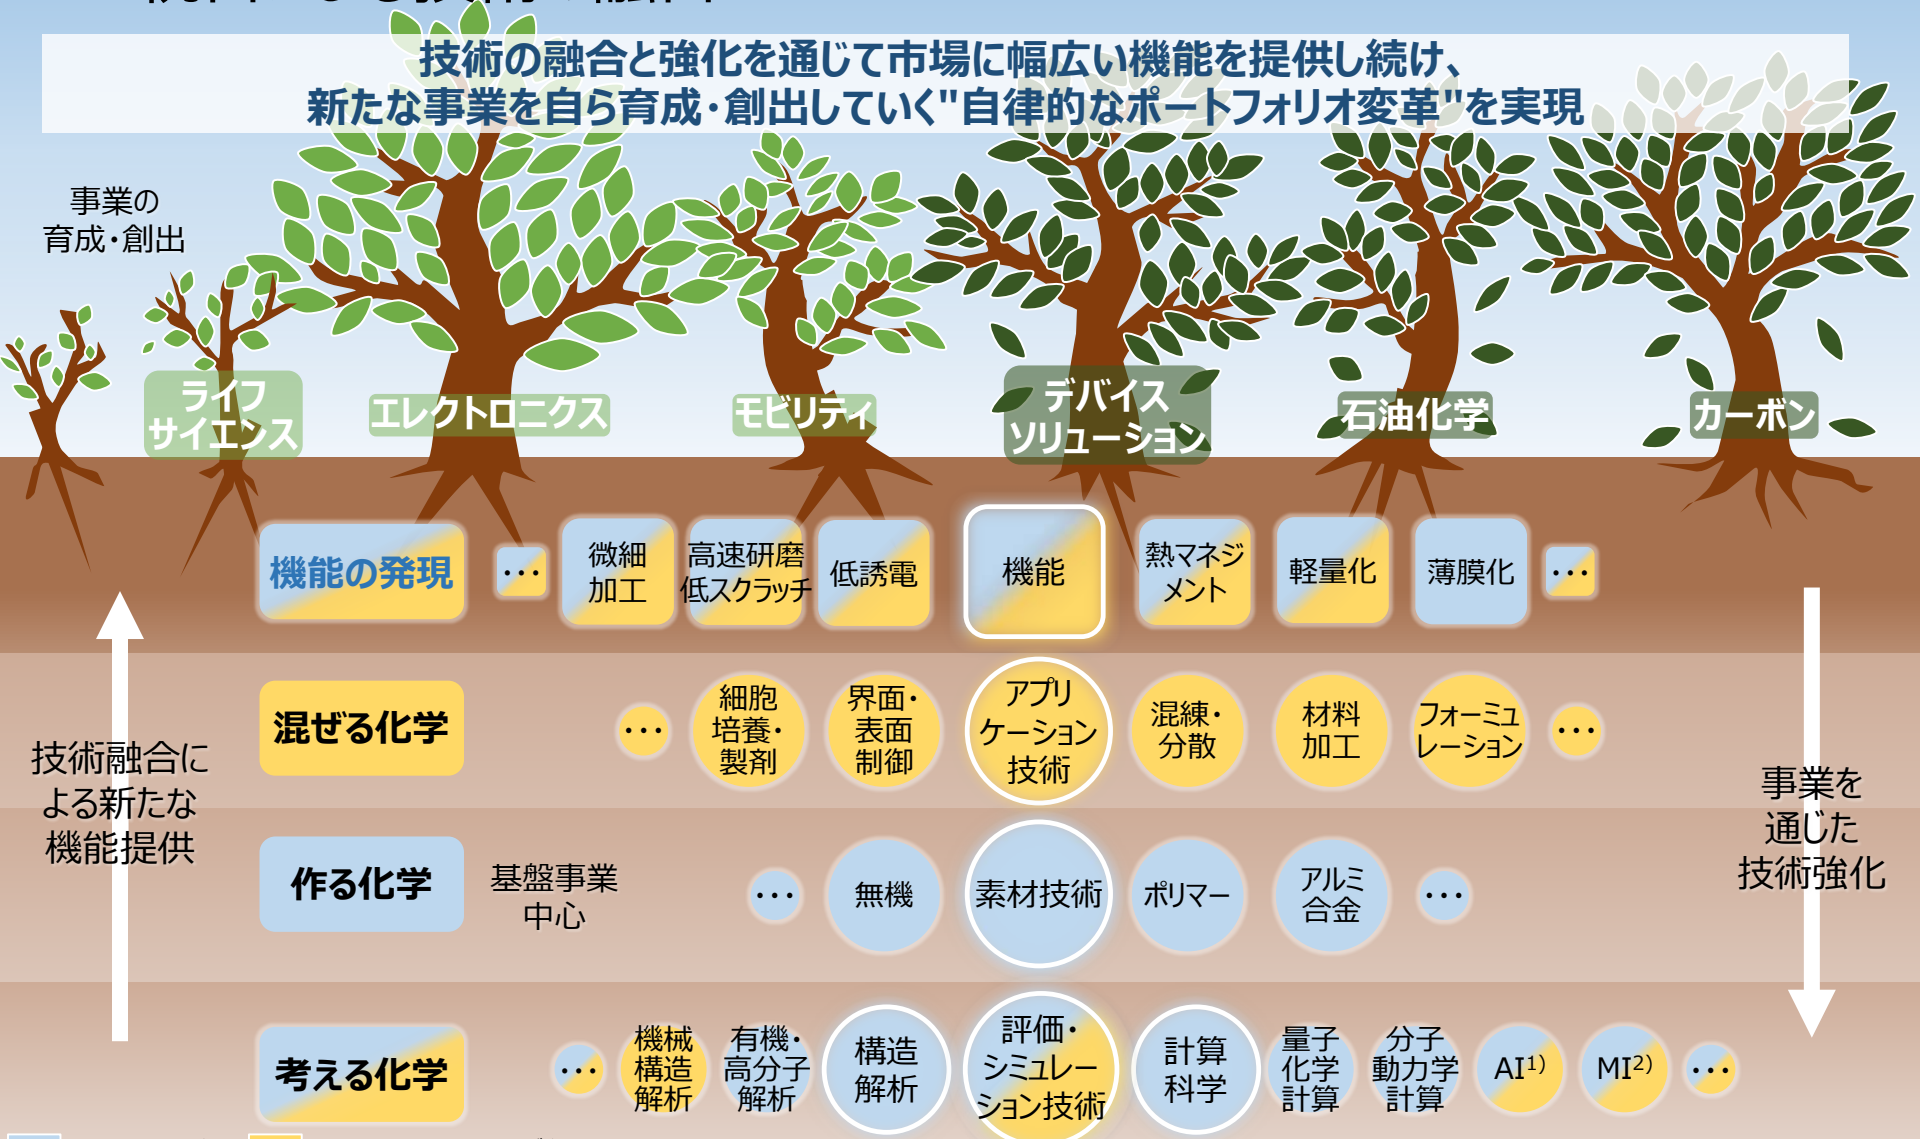 技術の融合と強化を通じて市場に幅広い機能を提供し続け、
新たな事業を自ら育成・創出していく"自律的なポートフォリオ変革"を実現
事業の
育成・創出
ライフ
サイエンス
エレクトロニクス
モビリティ
デバイス
ソリューション
石油化学
カーボン
機能の発現
…
微細
加工
高速研磨
低スクラッチ
低誘電
機能
熱マネジ
メント
軽量化
薄膜化
…
技術融合に
よる新たな
機能提供
混ぜる化学
…
細胞
培養・
製剤
界面・
表面
制御
アプリ
ケーション
技術
混練・
分散
材料
加工
フォーミュ
レーション
…
事業を
通じた
技術強化
作る化学
基盤事業
中心
…
無機
素材技術
ポリマー
アルミ
合金
…
考える化学
…
機械
構造
解析
有機・
高分子
解析
構造
解析
評価・
シミュレー
ション技術
計算
科学
量子
化学
計算
分子
動力学
計算
AI1)
MI2)
…